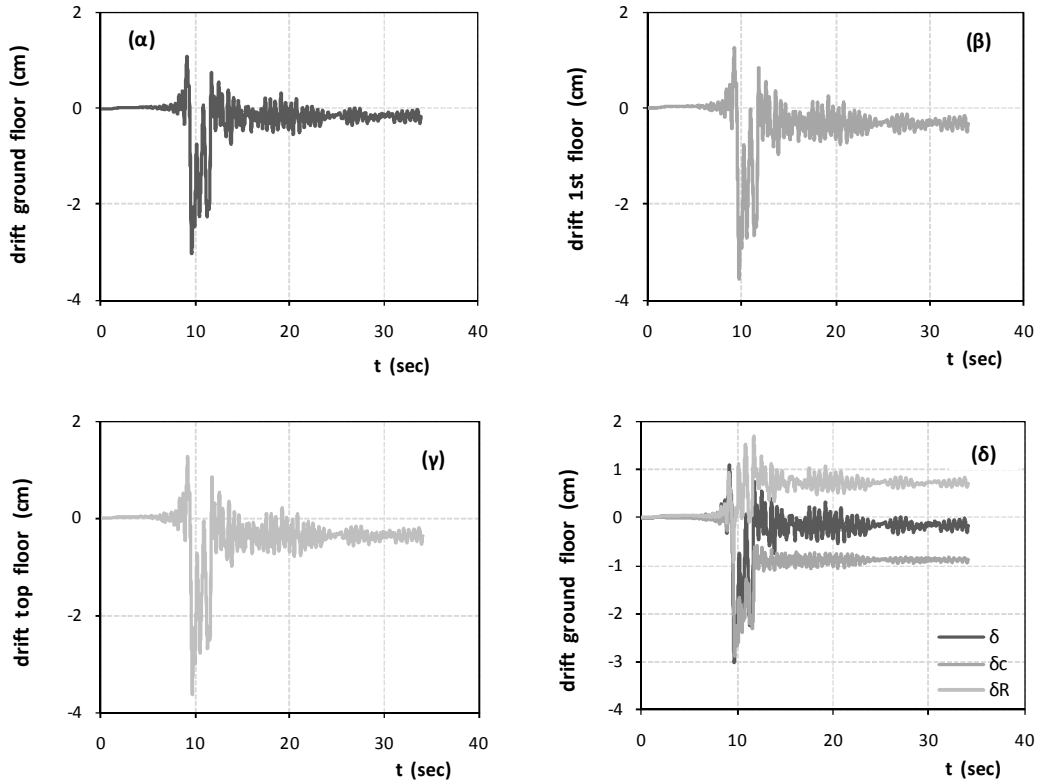 2
0
-2
-4
drift ground floor (cm)
(α)
0 10 20 30 40
t (sec)
2
0
-2
-4
drift 1st floor (cm)
(β)
0 10 20 30 40
t (sec)
2
0
-2
-4
drift top floor (cm)
(γ)
0 10 20 30 40
t (sec)
2
1
0
-1
-2
-3
-4
drift ground floor (cm)
(δ)
δ
δc
δR
0 10 20 30 40
t (sec)